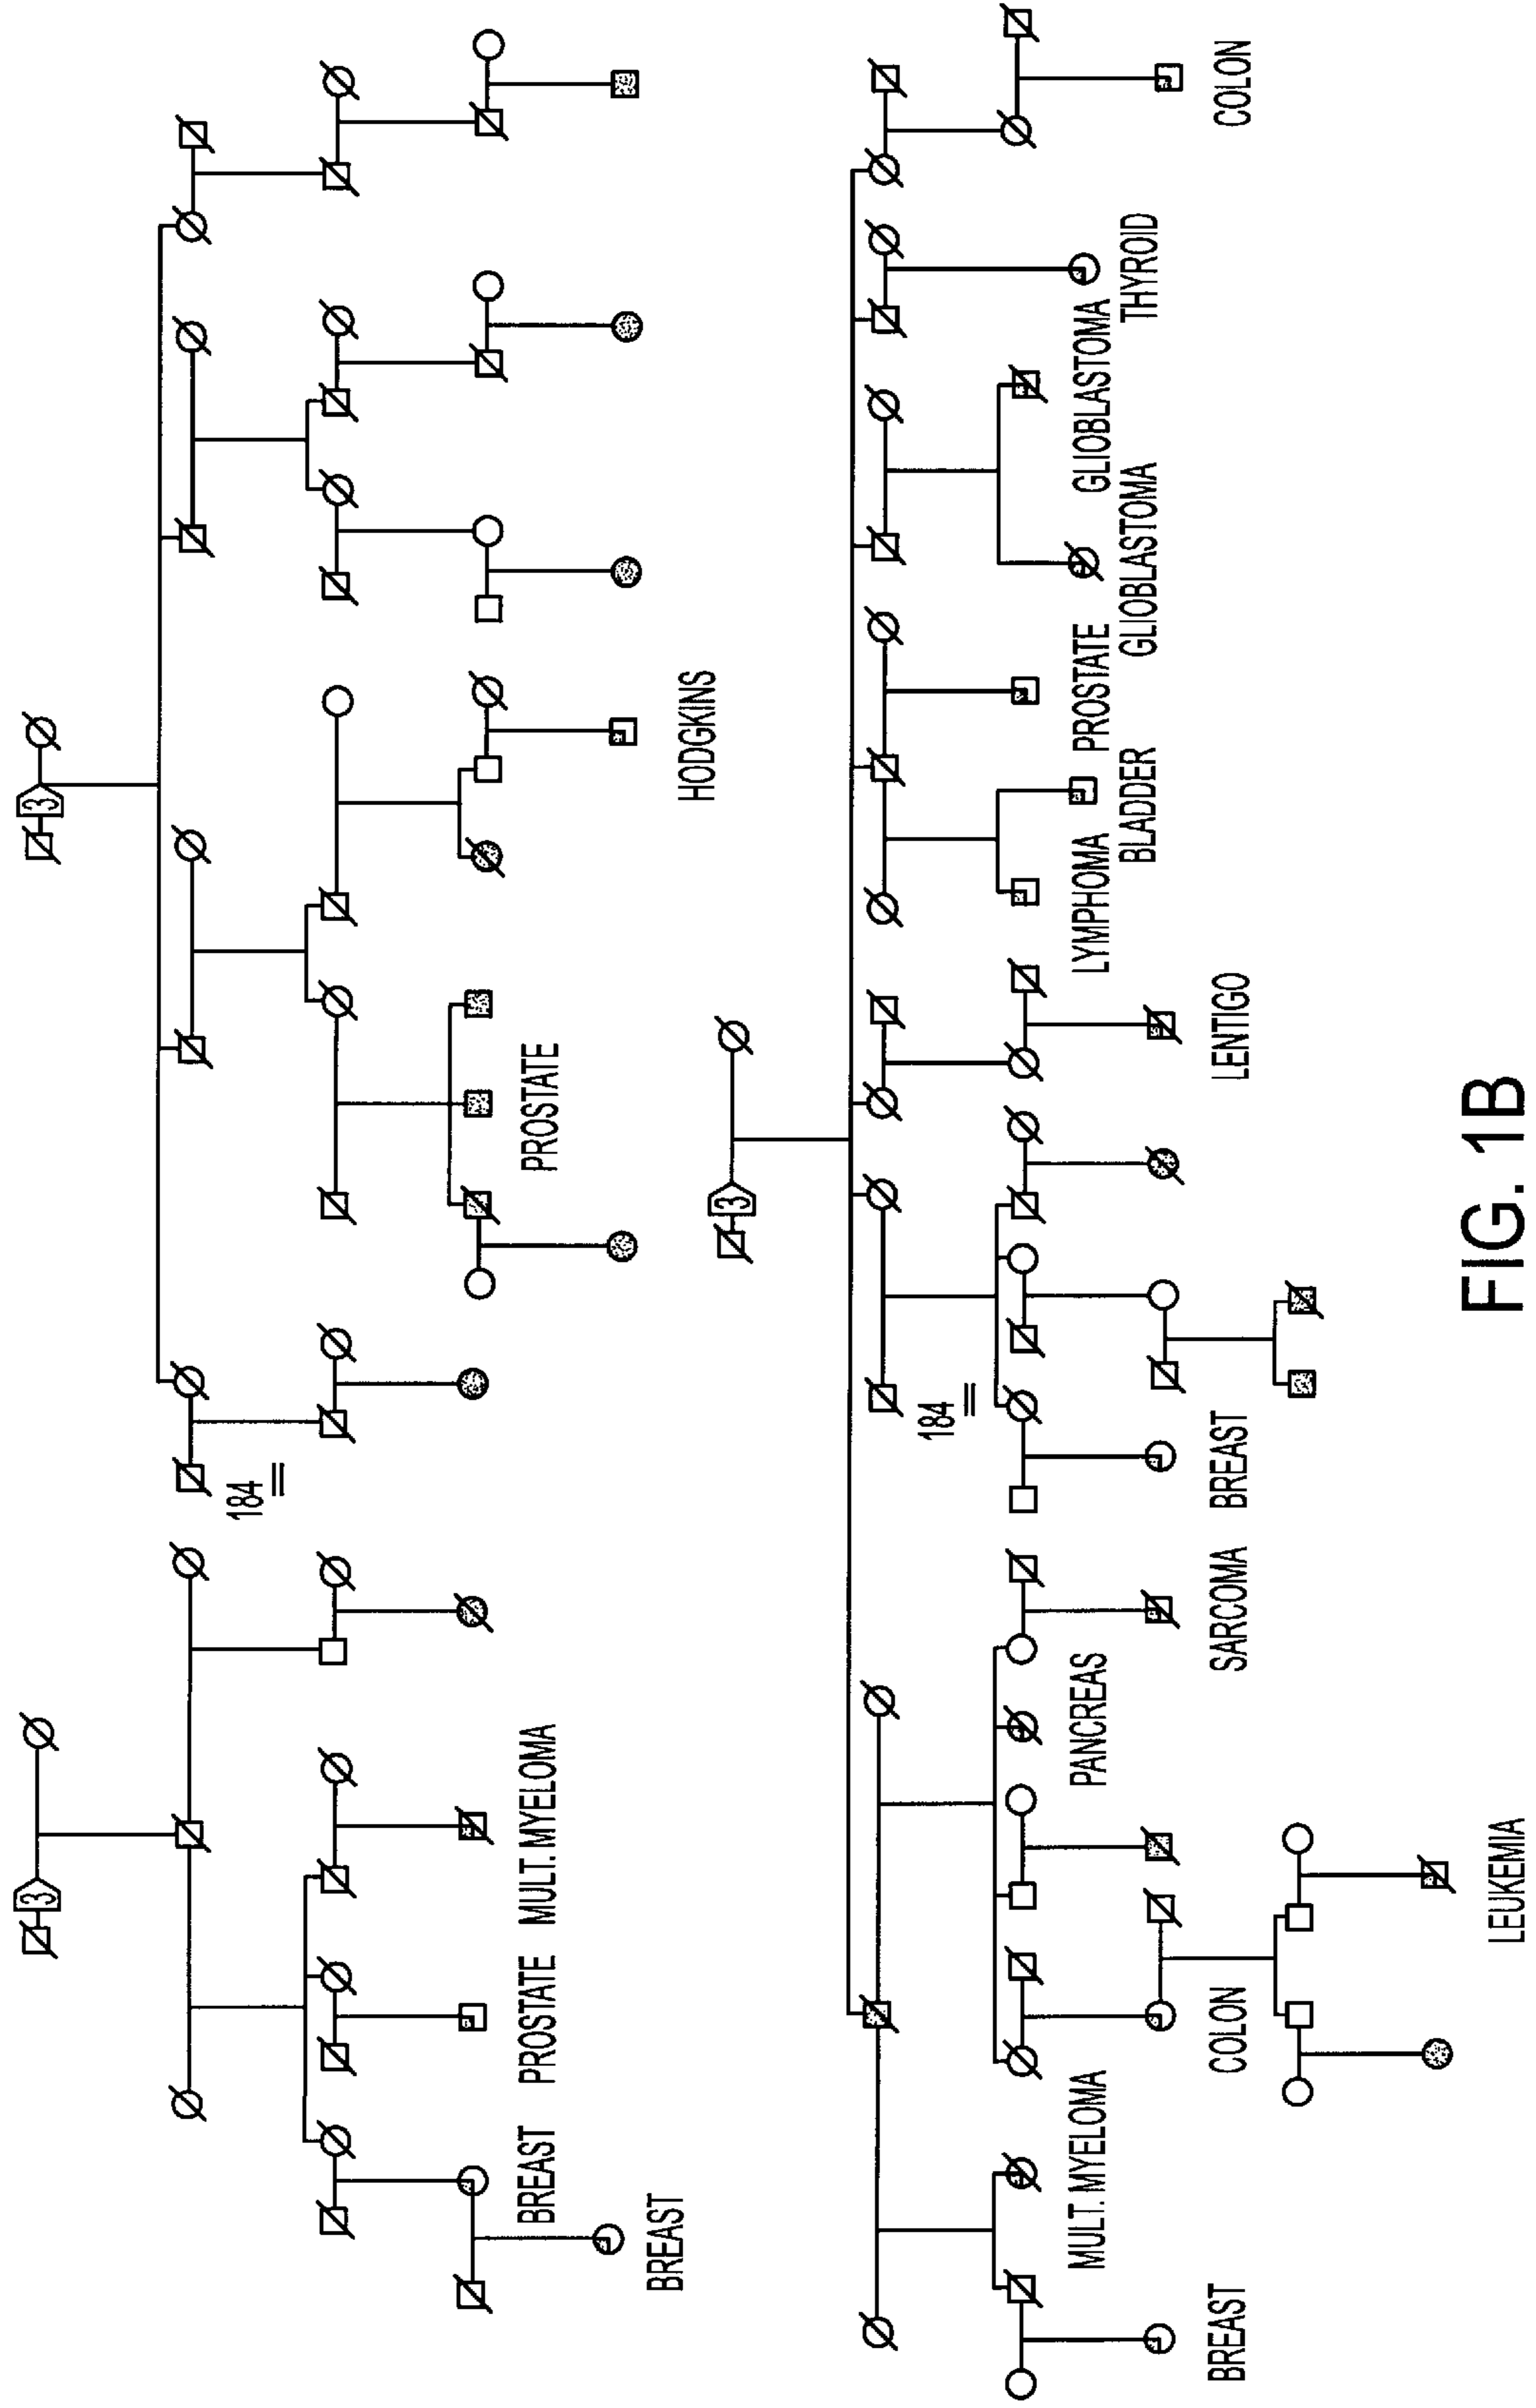 3 3
184
BREAST PROSTATE MULT. MYELOMA PROSTATE
BREAST HODGKINS
3
184
MULT. MYELOMA PANCREAS LYMPHOMA PROSTATE GLIOBLASTOMA
BLADDER GLIOBLASTOMA THYROID
BREAST COLON SARCOMA BREAST LENTIGO COLON
LEUKEMIA
FIG. 1B